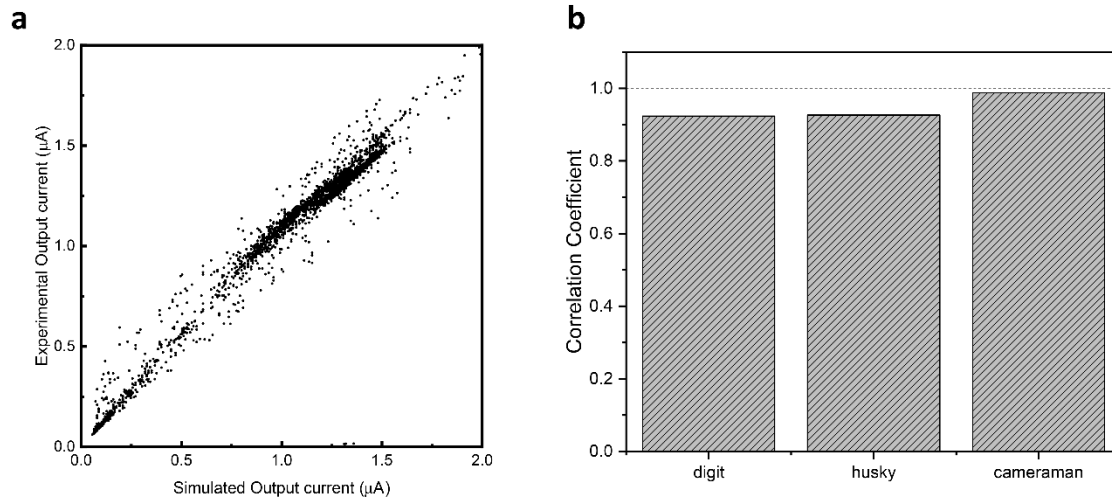 a
Experimental Output current (μA)
2.0
1.5
1.0
0.5
0.0
0.0 0.5 1.0 1.5 2.0
Simulated Output current (μA)
b
Correlation Coefficient
1.0
0.8
0.6
0.4
0.2
0.0
digit husky cameraman